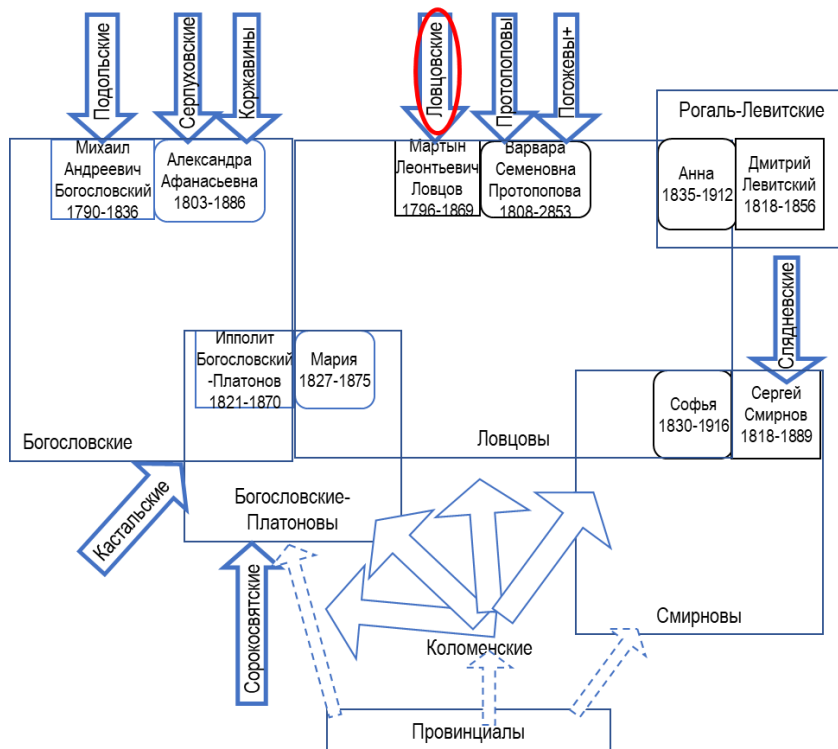 Подольские
Серпуховские
Коржавины
Ловцовские
Протопоповы
Погожевы+
Рогаль-Левитские
Михаил
Андреевич
Богословский
1790-1836
Александра
Афанасьевна
1803-1886
Мартын
Леонтьевич
Ловцов
1796-1869
Варвара
Семеновна
Протопопова
1808-2853
Анна
1835-1912
Дмитрий
Левитский
1818-1856
Слядневские
Ипполит
Богословский
-Платонов
1821-1870
Мария
1827-1875
Софья
1830-1916
Сергей
Смирнов
1818-1889
Богословские
Ловцовы
Кастальские
Богословские-
Платоновы
Сорокосвятские
Смирновы
Коломенские
Провинциалы